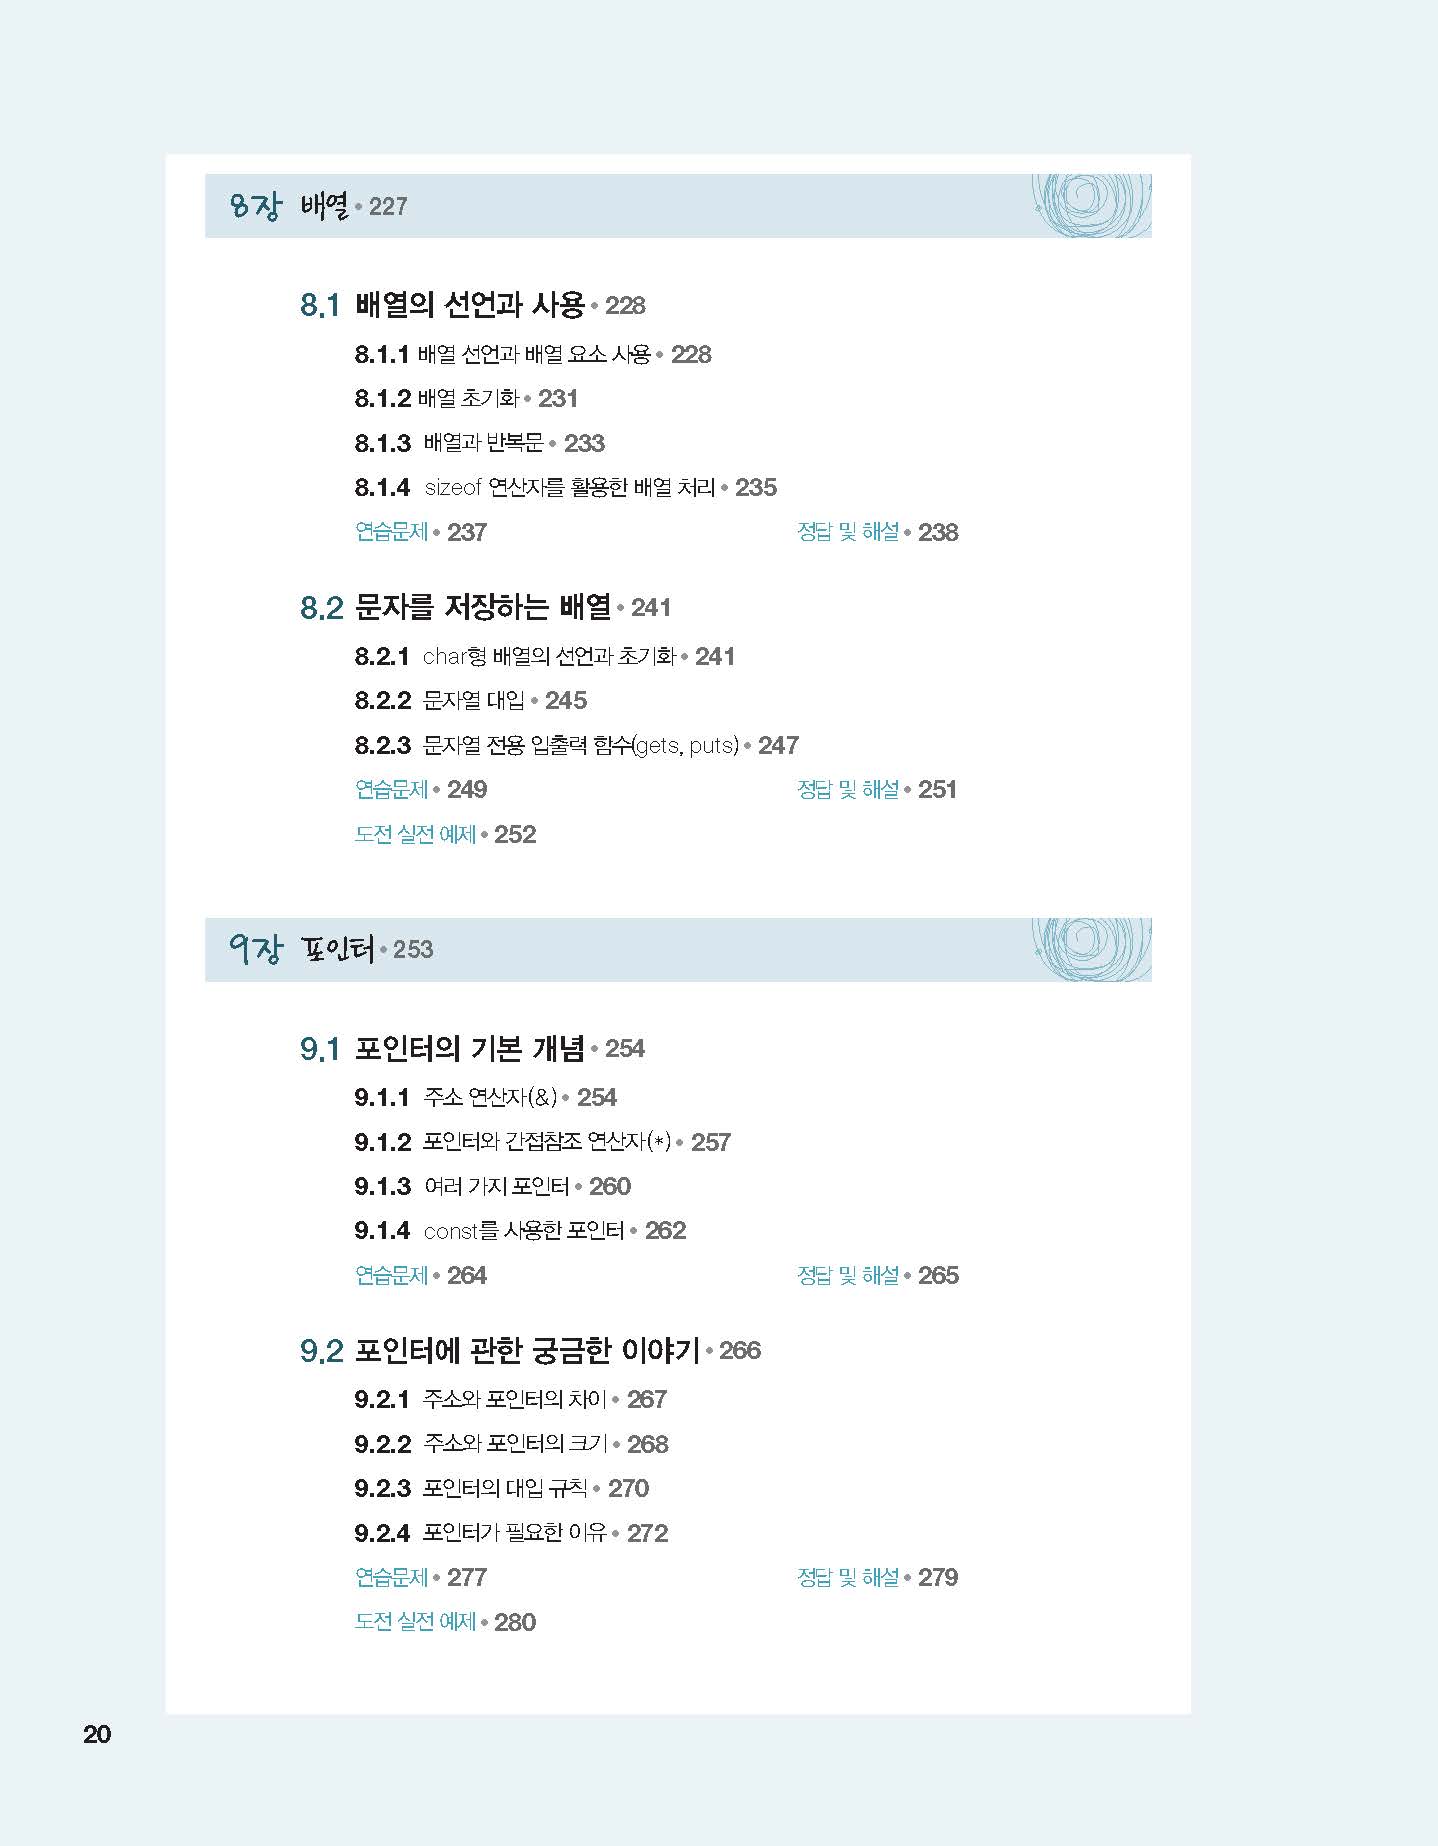 8장 배열 • 227
8.1 배열의 선언과 사용 • 228
8.1.1 배열 선언과 배열 요소 사용 • 228
8.1.2 배열 초기화 • 231
8.1.3 배열과 반복문 • 233
8.1.4 sizeof 연산자를 활용한 배열 처리 • 235
연습문제 • 237 정답 및 해설 • 238
8.2 문자를 저장하는 배열 • 241
8.2.1 char형 배열의 선언과 초기화 • 241
8.2.2 문자열 대입 • 245
8.2.3 문자열 전용 입출력 함수(gets, puts) • 247
연습문제 • 249 정답 및 해설 • 251
도전 실전 예제 • 252
9장 포인터 • 253
9.1 포인터의 기본 개념 • 254
9.1.1 주소 연산자(&) • 254
9.1.2 포인터와 간접참조 연산자(*) • 257
9.1.3 여러 가지 포인터 • 260
9.1.4 const를 사용한 포인터 • 262
연습문제 • 264 정답 및 해설 • 265
9.2 포인터에 관한 궁금한 이야기 • 266
9.2.1 주소와 포인터의 차이 • 267
9.2.2 주소와 포인터의 크기 • 268
9.2.3 포인터의 대입 규칙 • 270
9.2.4 포인터가 필요한 이유 • 272
연습문제 • 277 정답 및 해설 • 279
도전 실전 예제 • 280
20